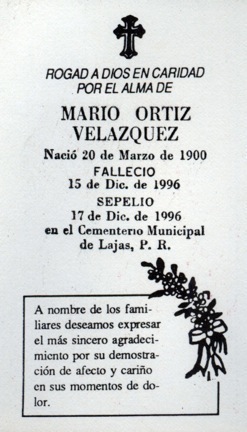 ROGAD A DIOS EN CARIDAD
POR EL ALMA DE
MARIO ORTIZ
VELAZQUEZ
Nació 20 de Marzo de 1900
FALLECIO
15 de Dic. de 1996
SEPELIO
17 de Dic. de 1996
en el Cementerio Municipal
de Lajas, P. R.
A nombre de los fami-
liares deseamos expresar
el más sincero agradeci-
miento por su demostra-
ción de afecto y cariño
en sus momentos de do-
lor.